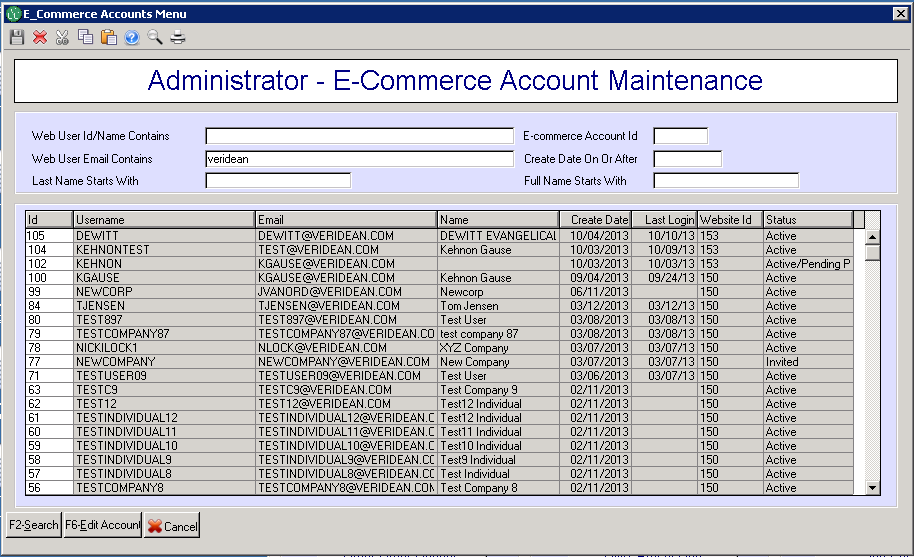 E_Commerce Accounts Menu
Administrator - E-Commerce Account Maintenance
Web User Id/Name Contains E-commerce Account Id
Web User Email Contains veridean Create Date On Or After
Last Name Starts With Full Name Starts With
Id Username Email Name Create Date Last Login Website Id Status
105 DEWITT DEWITT@VERIDEAN.COM DEWITT EVANGELICAL 10/04/2013 10/10/13 153 Active
104 KEHNONTEST TEST@VERIDEAN.COM Kehnon Gause 10/03/2013 10/09/13 153 Active
102 KEHNON KGAUSE@VERIDEAN.COM 10/03/2013 10/03/13 153 Active/Pending P
100 KGAUSE KGAUSE@VERIDEAN.COM Kehnon Gause 09/04/2013 09/24/13 150 Active
99 NEWCORP JVANORD@VERIDEAN.COM Newcorp 06/11/2013 150 Active
84 TJENSEN TJENSEN@VERIDEAN.COM Tom Jensen 03/12/2013 03/12/13 150 Active
80 TEST897 TEST897@VERIDEAN.COM Test User 03/08/2013 03/08/13 150 Active
79 TESTCOMPANY87 TESTCOMPANY87@VERIDEAN.CO test company 87 03/08/2013 03/08/13 150 Active
78 NICKILOCK1 NLOCK@VERIDEAN.COM XYZ Company 03/07/2013 03/07/13 150 Active
77 NEWCOMPANY NEWCOMPANY@VERIDEAN.COM New Company 03/07/2013 03/07/13 150 Invited
71 TESTUSER09 TESTUSER09@VERIDEAN.COM Test User 03/06/2013 03/07/13 150 Active
63 TESTC9 TESTC9@VERIDEAN.COM Test Company 9 02/11/2013 150 Active
62 TEST12 TEST12@VERIDEAN.COM Test12 Individual 02/11/2013 150 Active
61 TESTINDIVIDUAL12 TESTINDIVIDUAL12@VERIDEAN.C Test12 Individual 02/11/2013 150 Active
60 TESTINDIVIDUAL11 TESTINDIVIDUAL11@VERIDEAN.C Test11 Individual 02/11/2013 150 Active
59 TESTINDIVIDUAL10 TESTINDIVIDUAL10@VERIDEAN.C Test10 Individual 02/11/2013 150 Active
58 TESTINDIVIDUAL9 TESTINDIVIDUAL9@VERIDEAN.CC Test9 Individual 02/11/2013 150 Active
57 TESTINDIVIDUAL8 TESTINDIVIDUAL8@VERIDEAN.CC Test Individual 02/11/2013 150 Active
56 TESTCOMPANY8 TESTCOMPANY8@VERIDEAN.COM Test Company 8 02/11/2013 150 Active
F2-Search F6-Edit Account Cancel